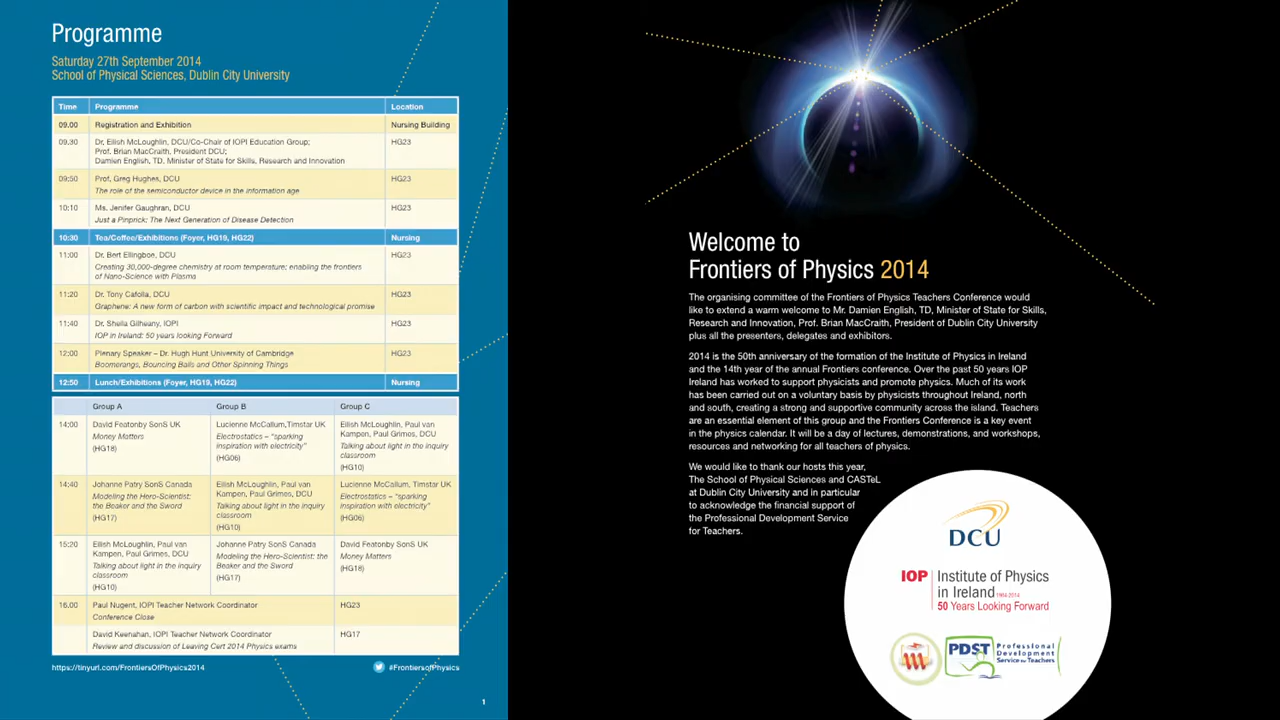 Programme
Saturday 27th September 2014
School of Physical Sciences, Dublin City University
Time Programme Location
09.00 Registration and Exhibition Nursing Building
09.30 Dr. Eilish McLoughlin, DCU/Co-Chair of IOPI Education Group; HG23
Prof. Brian MacCraith, President DCU;
Damien English, TD. Minister of State for Skills, Research and Innovation
09:50 Prof. Greg Hughes, DCU HG23
The role of the semiconductor device in the information age
10:10 Ms. Jenifer Gaughran, DCU HG23
Just a Pinprick: The Next Generation of Disease Detection
10:30 Tea/Coffee/Exhibitions (Foyer, HG19, HG22) Nursing
11:00 Dr. Bert Ellingboe, DCU HG23
Creating 30,000-degree chemistry at room temperature; enabling the frontiers
of Nano-Science with Plasma
11:20 Dr. Tony Cafolla, DCU HG23
Graphene: A new form of carbon with scientific impact and technological promise
11:40 Dr. Sheila Gilheany, IOPI HG23
IOP in Ireland: 50 years looking Forward
12:00 Plenary Speaker – Dr. Hugh Hunt University of Cambridge HG23
Boomerangs, Bouncing Balls and Other Spinning Things
12:50 Lunch/Exhibitions (Foyer, HG19, HG22) Nursing
Group A Group B Group C
14:00 David Featonby SonS UK
Money Matters
(HG18)
Lucienne McCallum,Timstar UK
Electrostatics – “sparking
inspiration with electricity”
(HG06)
Eilish McLoughlin, Paul van
Kampen, Paul Grimes, DCU
Talking about light in the inquiry
classroom
(HG10)
14:40 Johanne Patry SonS Canada
Modeling the Hero-Scientist:
the Beaker and the Sword
(HG17)
Eilish McLoughlin, Paul van
Kampen, Paul Grimes, DCU
Talking about light in the inquiry
classroom
(HG10)
Lucienne McCallum, Timstar UK
Electrostatics – “sparking
inspiration with electricity”
(HG06)
15:20 Eilish McLoughlin, Paul van
Kampen, Paul Grimes, DCU
Talking about light in the inquiry
classroom
(HG10)
Johanne Patry SonS Canada
Modeling the Hero-Scientist: the
Beaker and the Sword
(HG17)
David Featonby SonS UK
Money Matters
(HG18)
16.00 Paul Nugent, IOPI Teacher Network Coordinator HG23
Conference Close
David Keenahan, IOPI Teacher Network Coordinator HG17
Review and discussion of Leaving Cert 2014 Physics exams
https://tinyurl.com/FrontiersOfPhysics2014 #FrontiersofPhysics
1
Welcome to
Frontiers of Physics 2014
The organising committee of the Frontiers of Physics Teachers Conference would
like to extend a warm welcome to Mr. Damien English, TD, Minister of State for Skills,
Research and Innovation, Prof. Brian MacCraith, President of Dublin City University
plus all the presenters, delegates and exhibitors.
2014 is the 50th anniversary of the formation of the Institute of Physics in Ireland
and the 14th year of the annual Frontiers conference. Over the past 50 years IOP
Ireland has worked to support physicists and promote physics. Much of its work
has been carried out on a voluntary basis by physicists throughout Ireland, north
and south, creating a strong and supportive community across the island. Teachers
are an essential element of this group and the Frontiers Conference is a key event
in the physics calendar. It will be a day of lectures, demonstrations, and workshops,
resources and networking for all teachers of physics.
We would like to thank our hosts this year,
The School of Physical Sciences and CASTeL
at Dublin City University and in particular
to acknowledge the financial support of
the Professional Development Service
for Teachers.
DCU
IOP Institute of Physics
in Ireland 1964-2014
50 Years Looking Forward
PDST Professional
Development
Service for Teachers